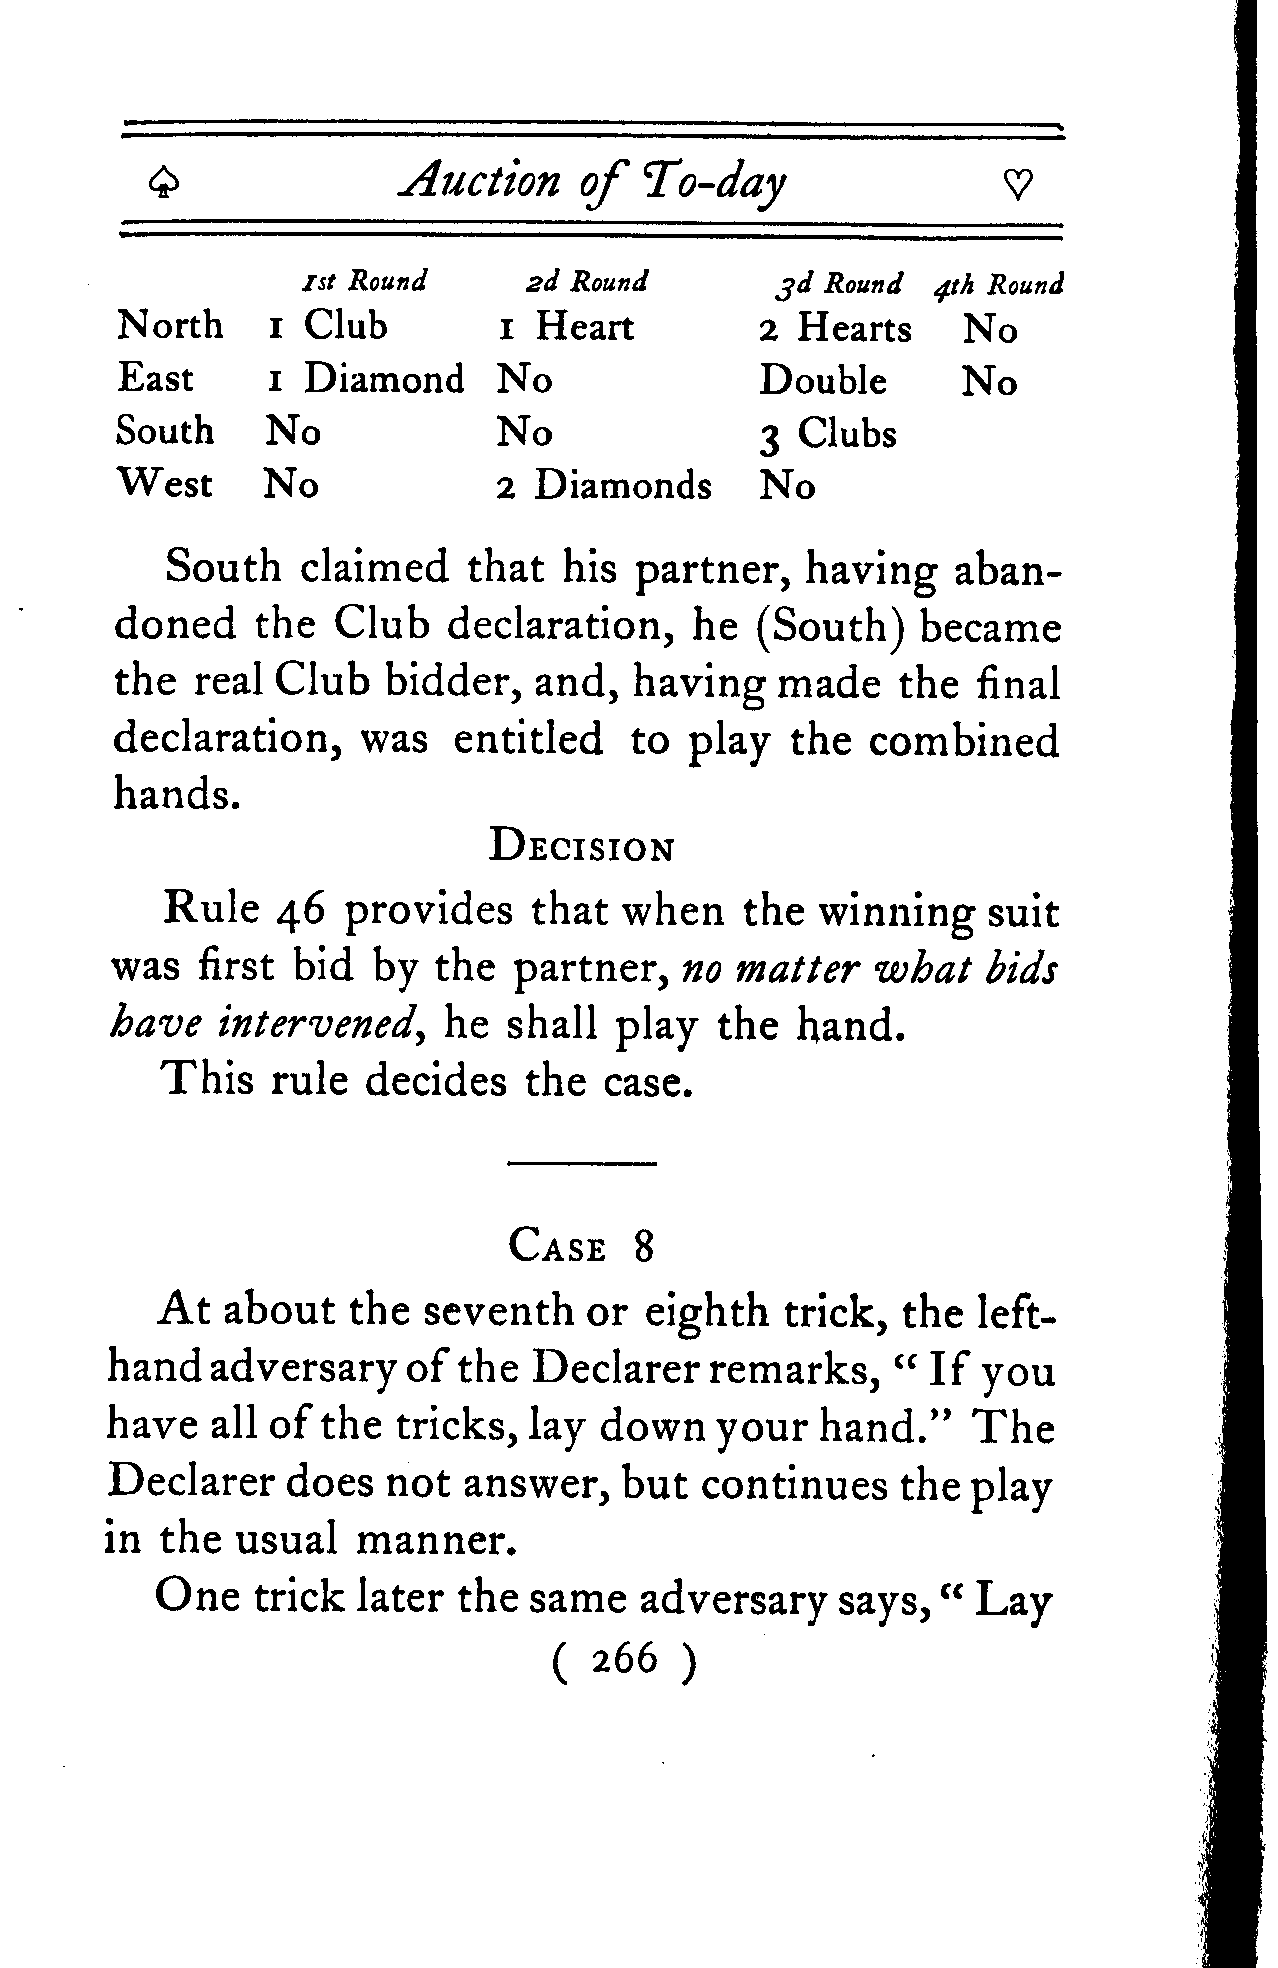 ♤ Auction of To-day ♡
1st Round 2d Round 3d Round 4th Round
North 1 Club 1 Heart 2 Hearts No
East 1 Diamond No Double No
South No No 3 Clubs
West No 2 Diamonds No
South claimed that his partner, having aban-
doned the Club declaration, he (South) became
the real Club bidder, and, having made the final
declaration, was entitled to play the combined
hands.
Decision
Rule 46 provides that when the winning suit
was first bid by the partner, no matter what bids
have intervened, he shall play the hand.
This rule decides the case.
Case 8
At about the seventh or eighth trick, the left-
hand adversary of the Declarer remarks, “ If you
have all of the tricks, lay down your hand.” The
Declarer does not answer, but continues the play
in the usual manner.
One trick later the same adversary says, “ Lay
( 266 )